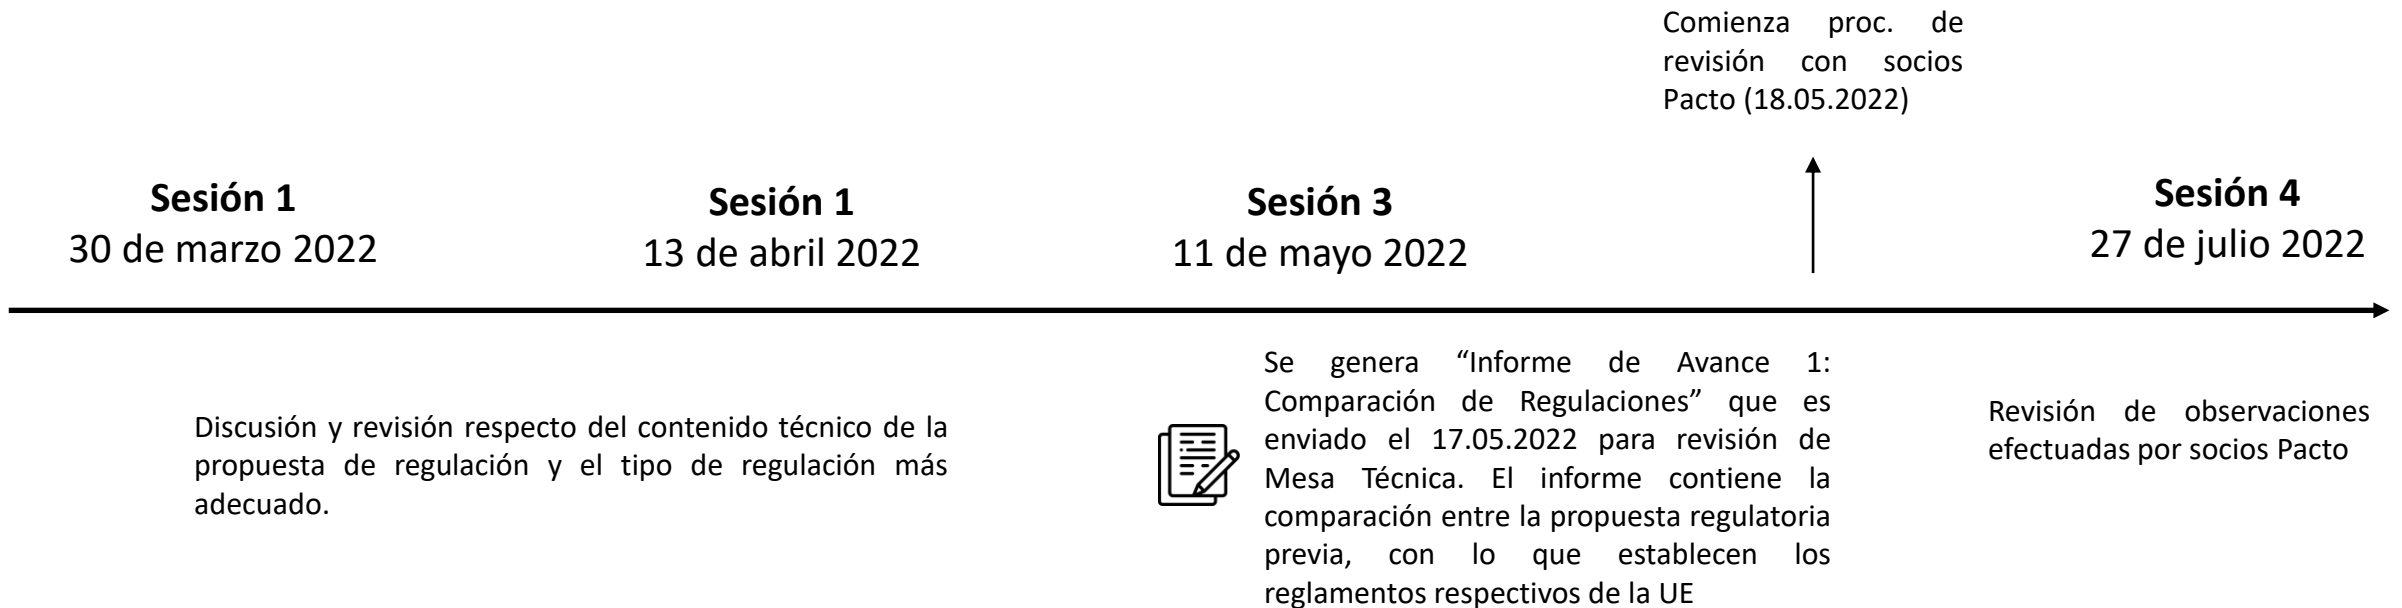 Comienza proc. de
revisión con socios
Pacto (18.05.2022)
Sesión 1
30 de marzo 2022
Sesión 1
13 de abril 2022
Sesión 3
11 de mayo 2022
Sesión 4
27 de julio 2022
Discusión y revisión respecto del contenido técnico de la
propuesta de regulación y el tipo de regulación más
adecuado.
Se genera “Informe de Avance 1:
Comparación de Regulaciones” que es
enviado el 17.05.2022 para revisión de
Mesa Técnica. El informe contiene la
comparación entre la propuesta regulatoria
previa, con lo que establecen los
reglamentos respectivos de la UE
Revisión de observaciones
efectuadas por socios Pacto